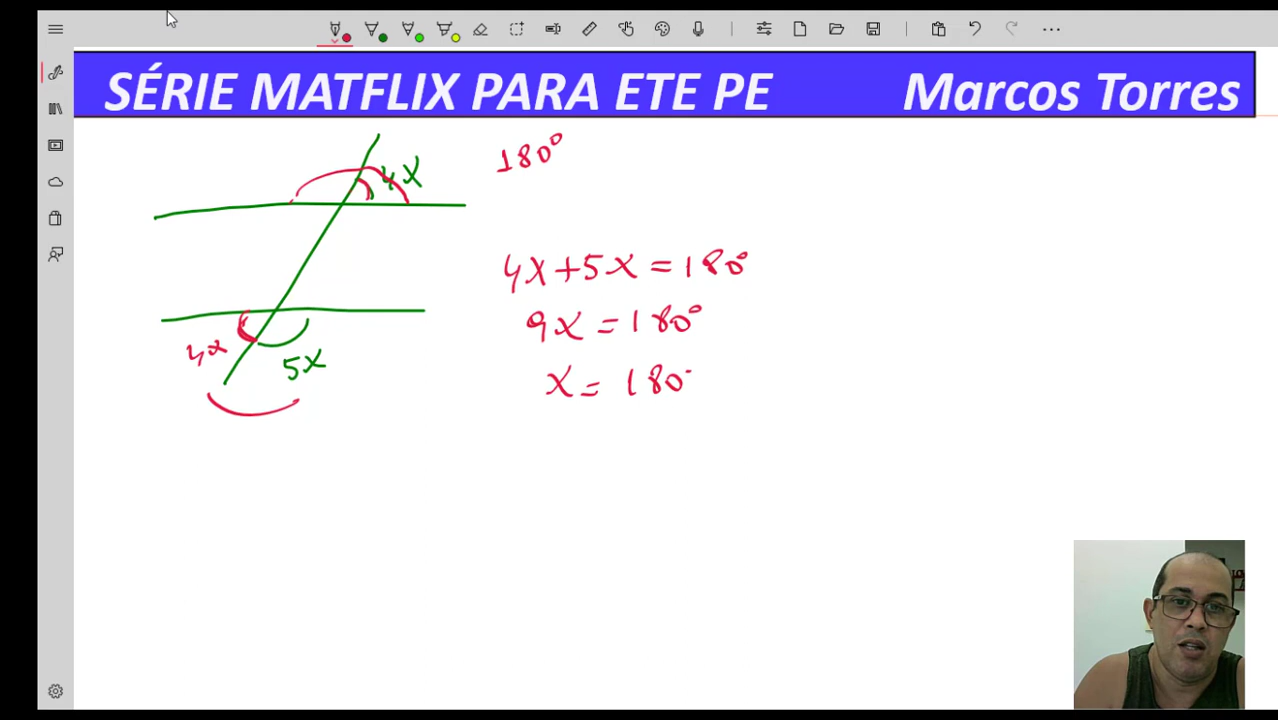 SÉRIE MATFLIX PARA ETE PE Marcos Torres
4X
180°
4X+5X=180°
9X=180°
4x
5X
X= 180